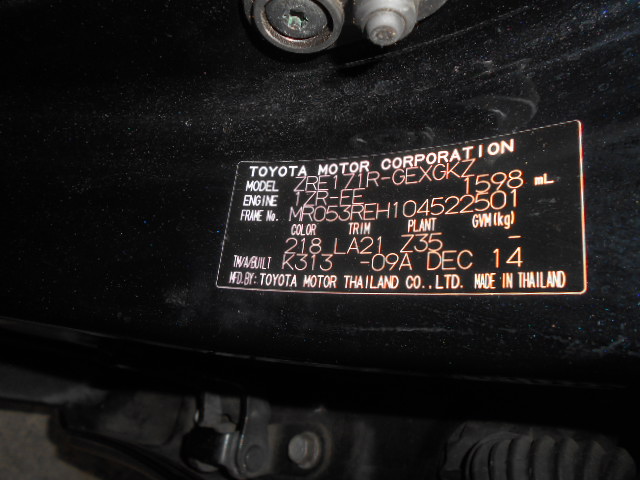 TOYOTA MOTOR CORPORATION
MODEL ZRE171R-GEXGKZ
ENGINE 1ZR-FE 1598 mL
FRAME No. MR053REH104522501
COLOR TRIM PLANT GVM(kg)
218 LA21 Z35 -
TM/A/BUILT K313 -09A DEC 14
MFD.BY: TOYOTA MOTOR THAILAND CO.,LTD. MADE IN THAILAND